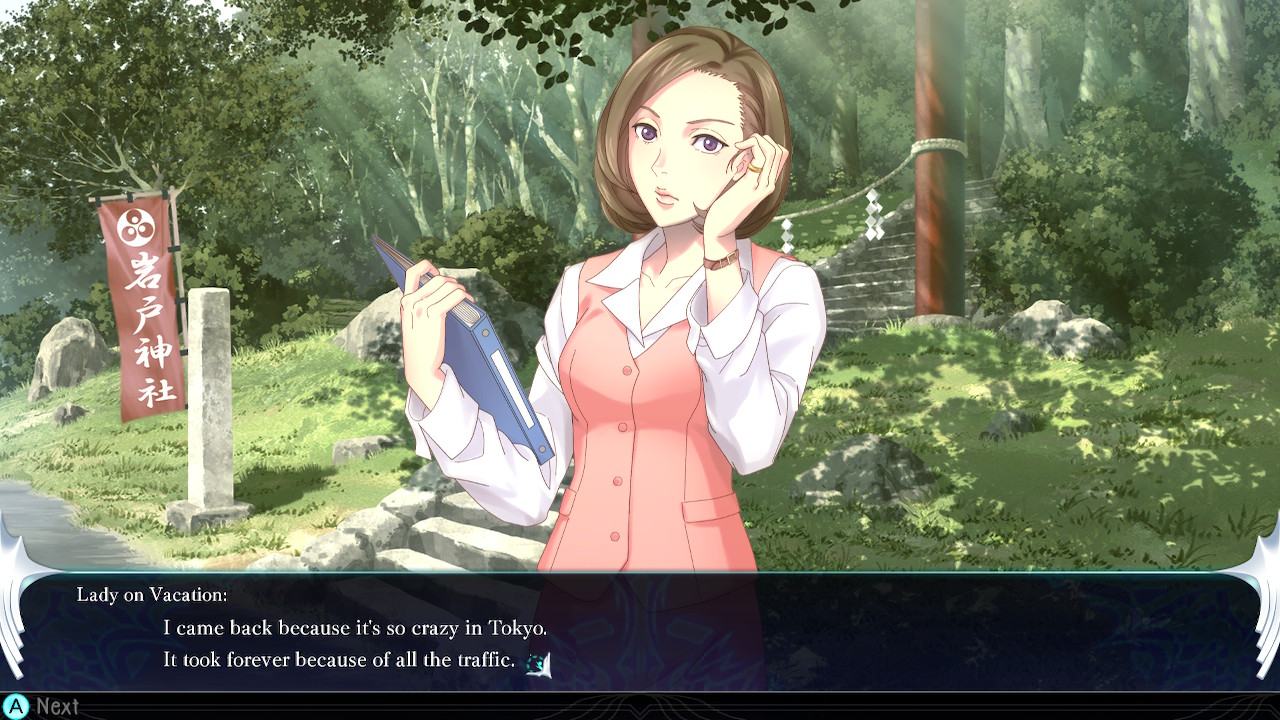 岩戸神社
Lady on Vacation:
I came back because it's so crazy in Tokyo.
It took forever because of all the traffic.
A Next